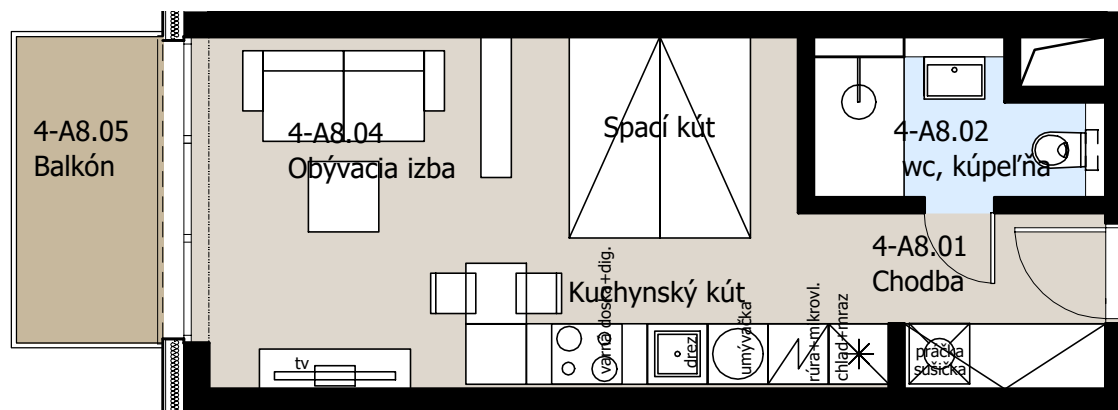 4-A8.05
Balkón
4-A8.04
Obývacia izba
Spací kút
4-A8.02
wc, kúpeľňa
4-A8.01
Chodba
Kuchynský kút
varná doska+dig.
drez
umývačka
rúra+mikrovl.
chlad+mraz
práčka
sušička
tv